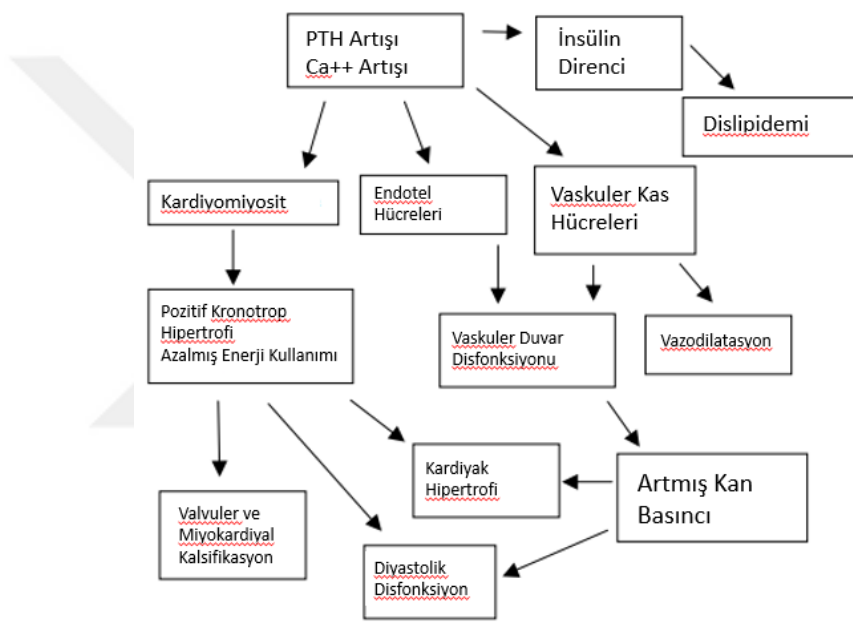 PTH Artışı
Ca++ Artışı
İnsülin
Direnci
Dislipidemi
Kardiyomiyosit
Endotel
Hücreleri
Vaskuler Kas
Hücreleri
Pozitif Kronotrop
Hipertrofi
Azalmış Enerji Kullanımı
Vaskuler Duvar
Disfonksiyonu
Vazodilatasyon
Kardiyak
Hipertrofi
Artmış Kan
Basıncı
Valvuler ve
Miyokardiyal
Kalsifikasyon
Diyastolik
Disfonksiyon